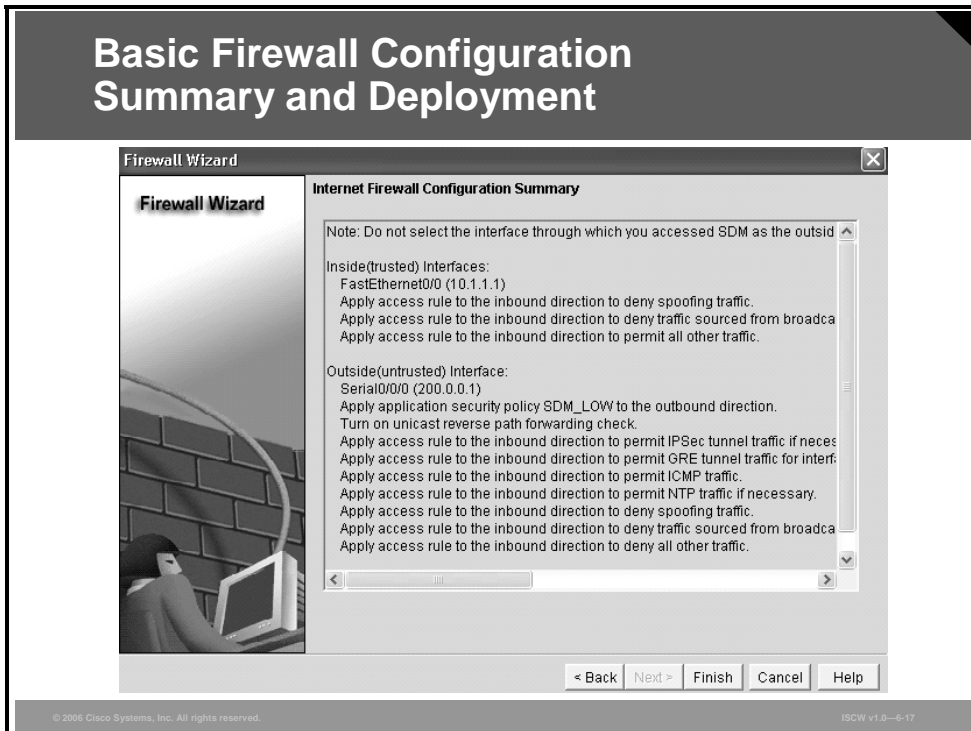 Basic Firewall Configuration
Summary and Deployment
Firewall Wizard
Firewall Wizard
Internet Firewall Configuration Summary
Note: Do not select the interface through which you accessed SDM as the outsid
Inside(trusted) Interfaces:
FastEthernet0/0 (10.1.1.1)
Apply access rule to the inbound direction to deny spoofing traffic.
Apply access rule to the inbound direction to deny traffic sourced from broadca
Apply access rule to the inbound direction to permit all other traffic.
Outside(untrusted) Interface:
Serial0/0/0 (200.0.0.1)
Apply application security policy SDM_LOW to the outbound direction.
Turn on unicast reverse path forwarding check.
Apply access rule to the inbound direction to permit IPSec tunnel traffic if neces
Apply access rule to the inbound direction to permit GRE tunnel traffic for interf
Apply access rule to the inbound direction to permit ICMP traffic.
Apply access rule to the inbound direction to permit NTP traffic if necessary.
Apply access rule to the inbound direction to deny spoofing traffic.
Apply access rule to the inbound direction to deny traffic sourced from broadca
Apply access rule to the inbound direction to deny all other traffic.
< Back Next > Finish Cancel Help
© 2006 Cisco Systems, Inc. All rights reserved. ISCW v1.0—6-17